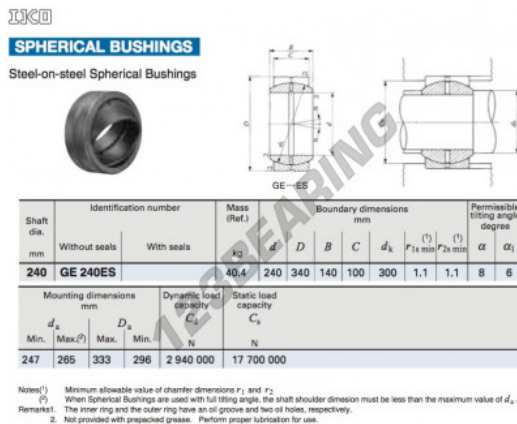 IKO
SPHERICAL BUSHINGS
Steel-on-steel Spherical Bushings
B
C
D
d
GE…ES
123BEARING
Shaft dia. mm
Identification number
Without seals
With seals
Mass (Ref.) kg
Boundary dimensions mm
d D B C dk r1s min (1) r2s min (1)
Permissible tilting angle degree
α α1
240 GE 240ES 40.4 240 340 140 100 300 1.1 1.1 8 6
Mounting dimensions mm
da Da
Min. Max.(2) Max. Min.
Dynamic load capacity Cd N
Static load capacity Cs N
247 265 333 296 2 940 000 17 700 000
Notes(1) Minimum allowable value of chamfer dimensions r1 and r2
(2) When Spherical Bushings are used with full tilting angle, the shaft shoulder dimesion must be less than the maximum value of da.
Remarks1. The inner ring and the outer ring have an oil groove and two oil holes, respectively.
2. Not provided with prepacked grease. Perform proper lubrication for use.